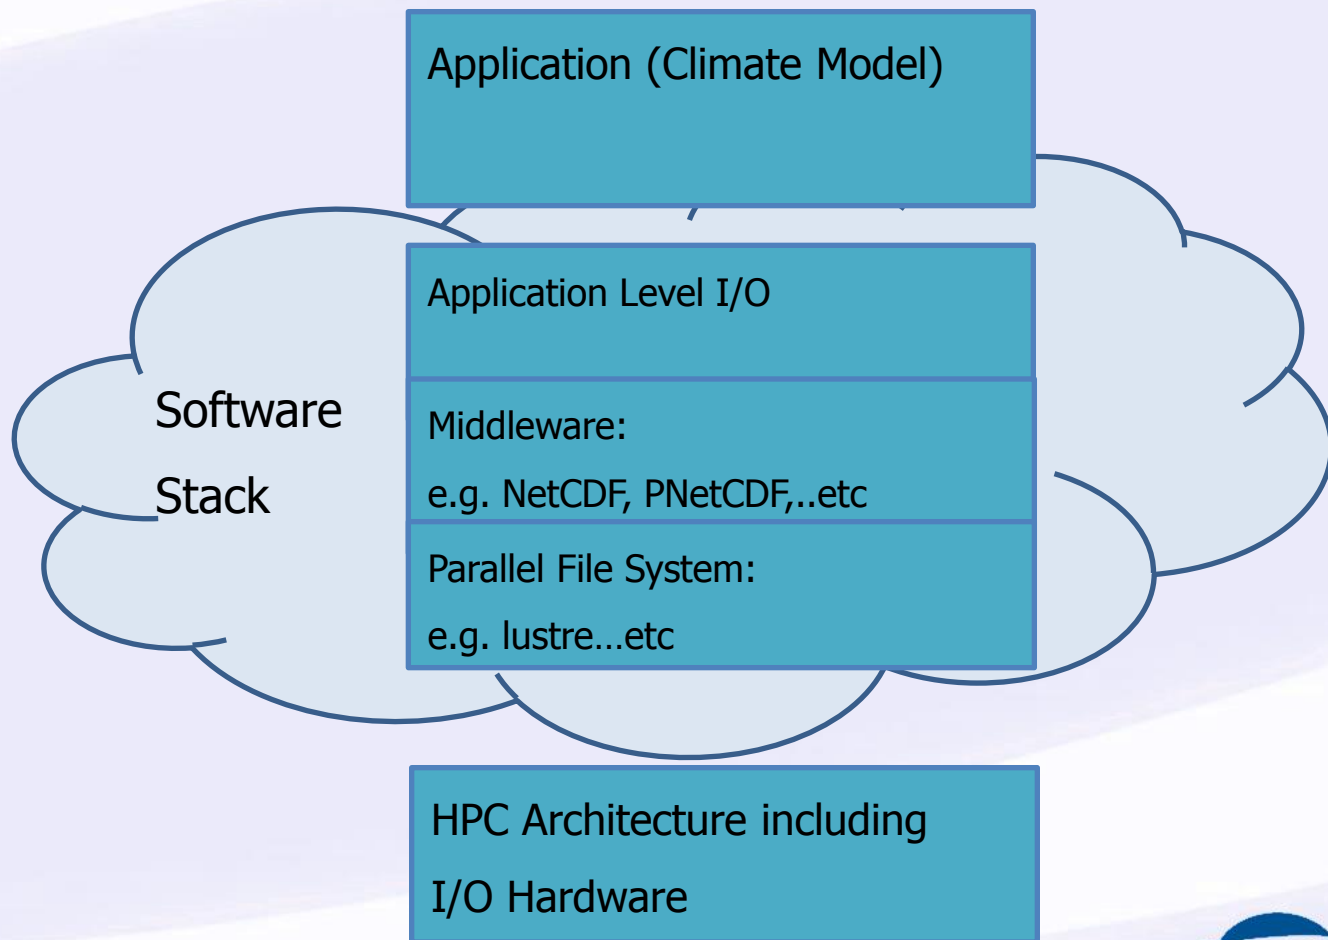 Application (Climate Model)
Application Level I/O
Software
Stack
Middleware:
e.g. NetCDF, PNetCDF,..etc
Parallel File System:
e.g. lustre…etc
HPC Architecture including
I/O Hardware